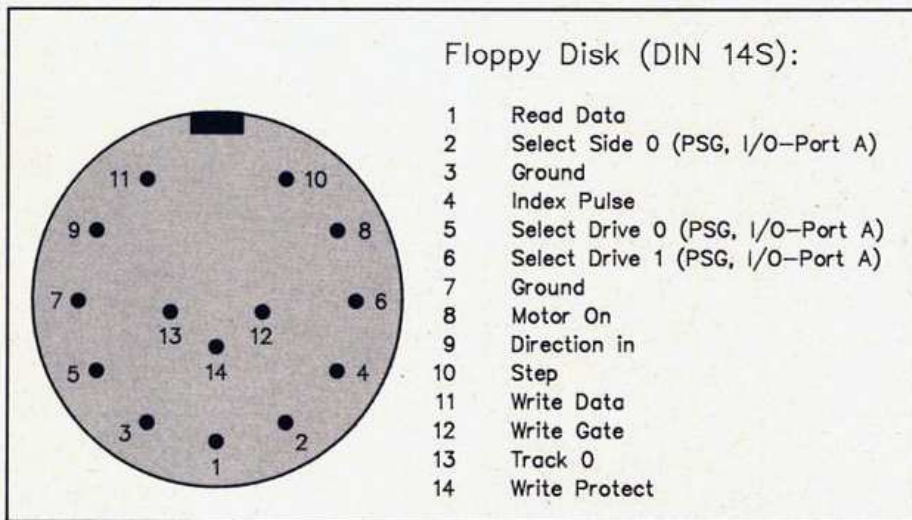 Floppy Disk (DIN 14S):
1 Read Data
2 Select Side 0 (PSG, I/O-Port A)
3 Ground
4 Index Pulse
5 Select Drive 0 (PSG, I/O-Port A)
6 Select Drive 1 (PSG, I/O-Port A)
7 Ground
8 Motor On
9 Direction in
10 Step
11 Write Data
12 Write Gate
13 Track 0
14 Write Protect
11 10
9 8
7 6
13 12
14
5 4
3 2
1